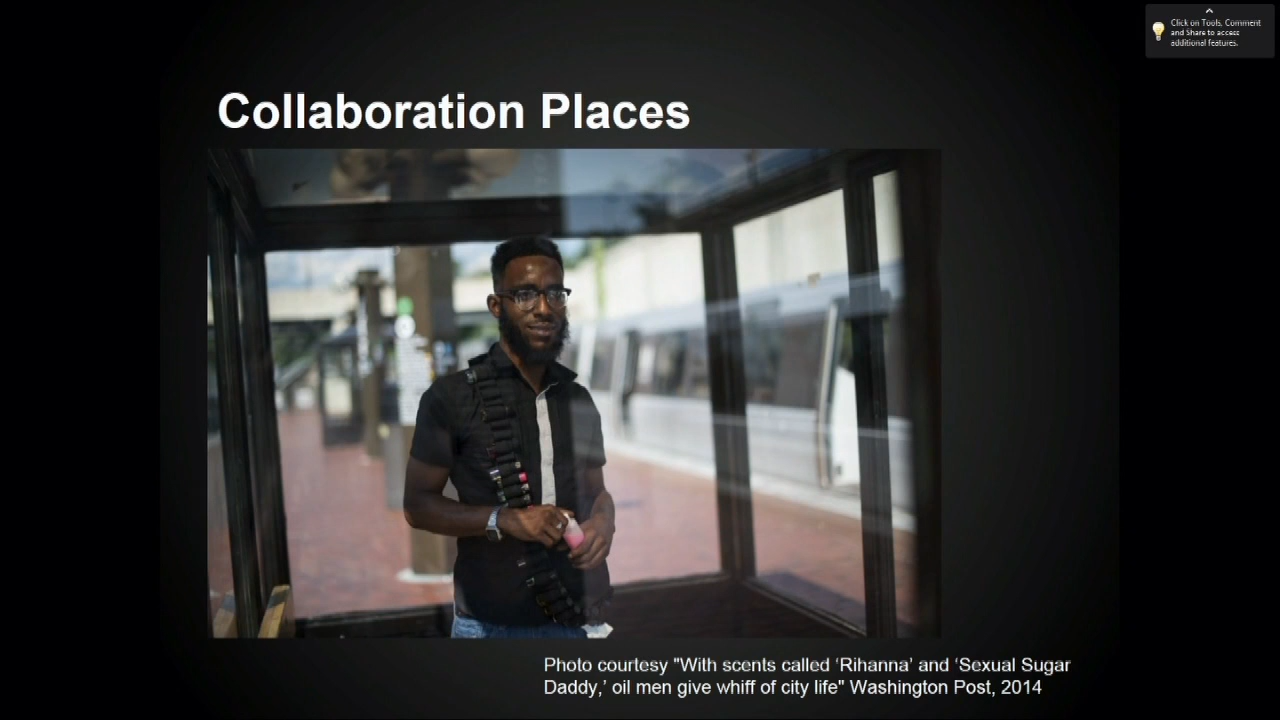 Click on Tools, Comment
and Share to access
additional features.
Collaboration Places
Photo courtesy "With scents called ‘Rihanna’ and ‘Sexual Sugar
Daddy,’ oil men give whiff of city life" Washington Post, 2014